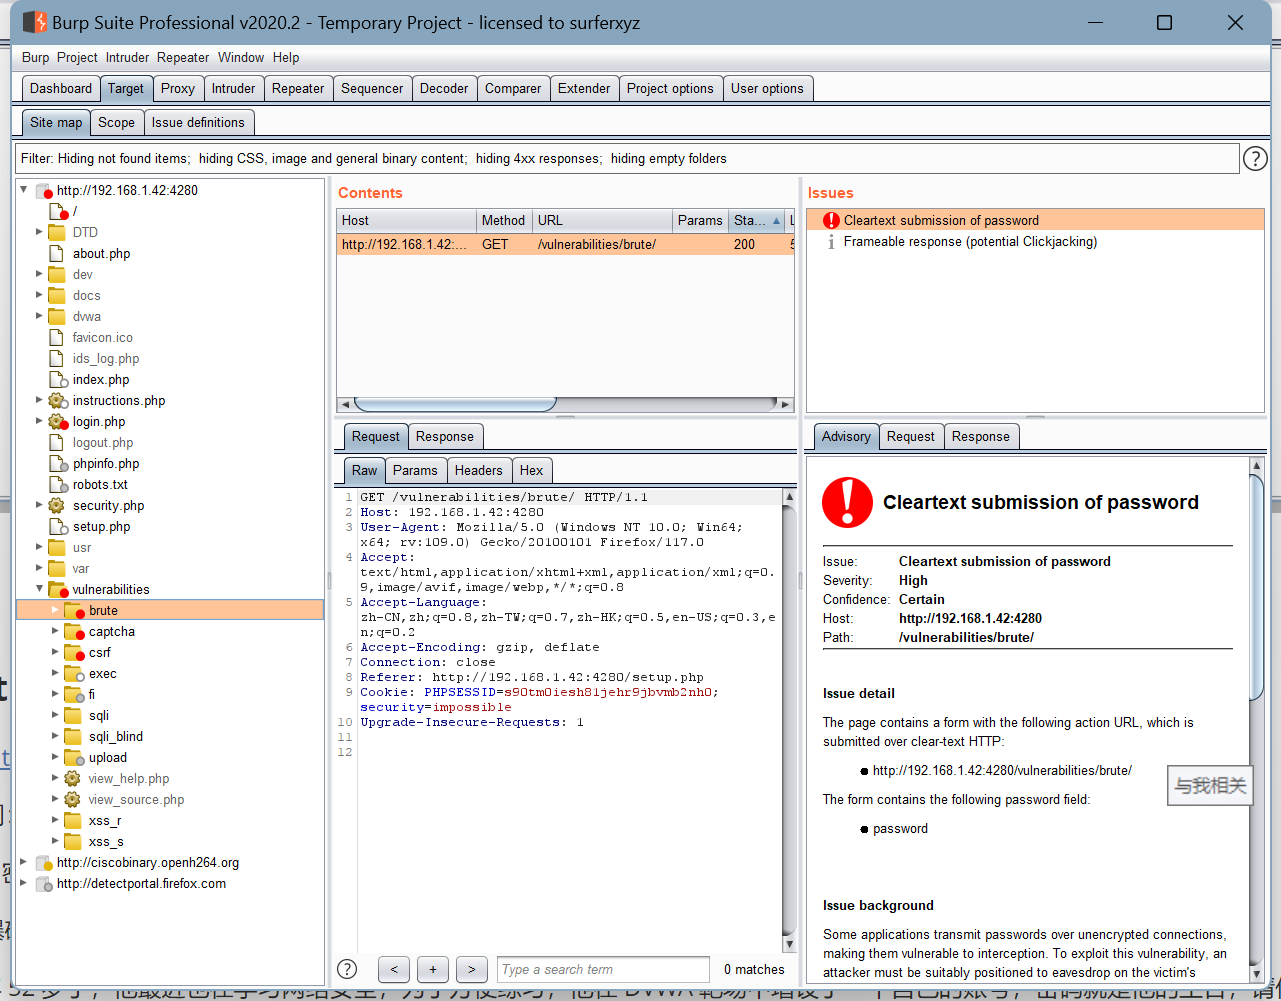 Burp Suite Professional v2020.2 - Temporary Project - licensed to surferxyz
Burp Project Intruder Repeater Window Help
Dashboard Target Proxy Intruder Repeater Sequencer Decoder Comparer Extender Project options User options
Site map Scope Issue definitions
Filter: Hiding not found items; hiding CSS, image and general binary content; hiding 4xx responses; hiding empty folders
http://192.168.1.42:4280
/
DTD
about.php
dev
docs
dvwa
favicon.ico
ids_log.php
index.php
instructions.php
login.php
logout.php
phpinfo.php
robots.txt
security.php
setup.php
usr
var
vulnerabilities
brute
captcha
csrf
exec
fi
sqli
sqli_blind
upload
view_help.php
view_source.php
xss_r
xss_s
http://ciscobinary.openh264.org
http://detectportal.firefox.com
Contents
Host Method URL Params Sta... L
http://192.168.1.42:... GET /vulnerabilities/brute/ 200
Request Response
Raw Params Headers Hex
1 GET /vulnerabilities/brute/ HTTP/1.1
2 Host: 192.168.1.42:4280
3 User-Agent: Mozilla/5.0 (Windows NT 10.0; Win64;
x64; rv:109.0) Gecko/20100101 Firefox/117.0
4 Accept:
text/html,application/xhtml+xml,application/xml;q=0.
9,image/avif,image/webp,*/*;q=0.8
5 Accept-Language:
zh-CN,zh;q=0.8,zh-TW;q=0.7,zh-HK;q=0.5,en-US;q=0.3,e
n;q=0.2
6 Accept-Encoding: gzip, deflate
7 Connection: close
8 Referer: http://192.168.1.42:4280/setup.php
9 Cookie: PHPSESSID=s90tm0iesh81jehr9jbvmb2nh0;
security=impossible
10 Upgrade-Insecure-Requests: 1
11
12
? < + > Type a search term 0 matches
Issues
Cleartext submission of password
Frameable response (potential Clickjacking)
Advisory Request Response
Cleartext submission of password
Issue: Cleartext submission of password
Severity: High
Confidence: Certain
Host: http://192.168.1.42:4280
Path: /vulnerabilities/brute/
Issue detail
The page contains a form with the following action URL, which is
submitted over clear-text HTTP:
http://192.168.1.42:4280/vulnerabilities/brute/
The form contains the following password field:
password
与我相关
Issue background
Some applications transmit passwords over unencrypted connections,
making them vulnerable to interception. To exploit this vulnerability, an
attacker must be suitably positioned to eavesdrop on the victim's